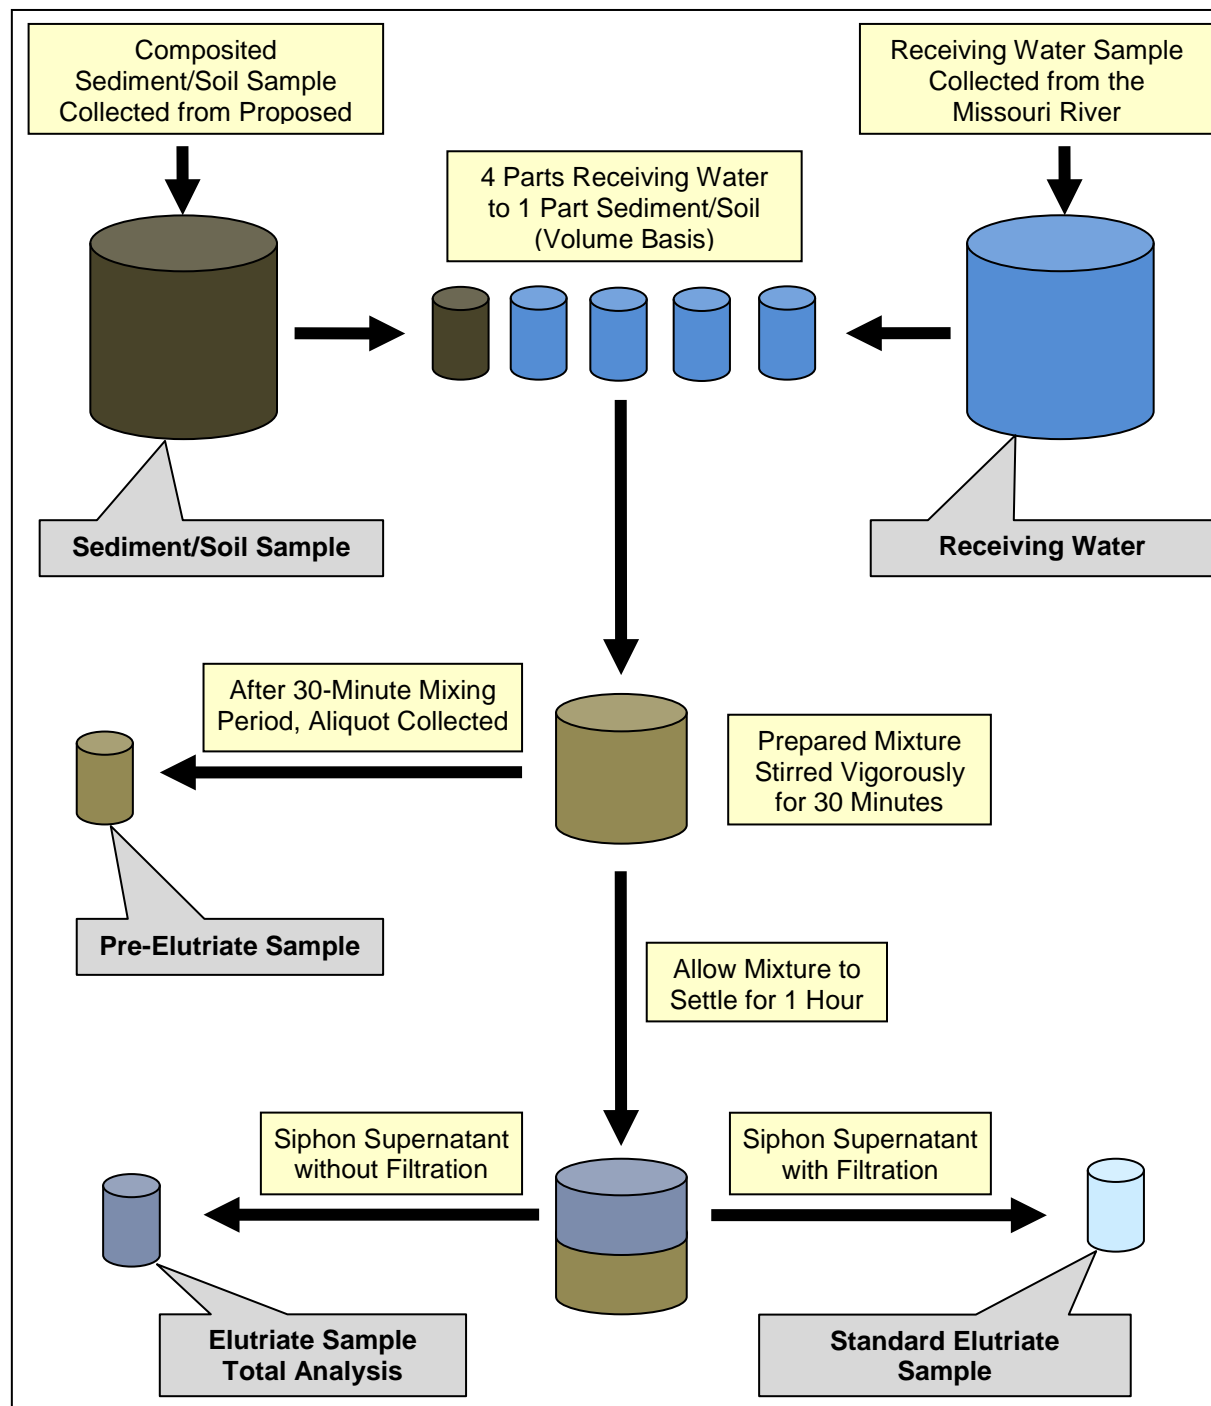 Composited
Sediment/Soil Sample
Collected from Proposed
Receiving Water Sample
Collected from the
Missouri River
4 Parts Receiving Water
to 1 Part Sediment/Soil
(Volume Basis)
Sediment/Soil Sample
Receiving Water
After 30-Minute Mixing
Period, Aliquot Collected
Prepared Mixture
Stirred Vigorously
for 30 Minutes
Pre-Elutriate Sample
Allow Mixture to
Settle for 1 Hour
Siphon Supernatant
without Filtration
Siphon Supernatant
with Filtration
Elutriate Sample
Total Analysis
Standard Elutriate
Sample